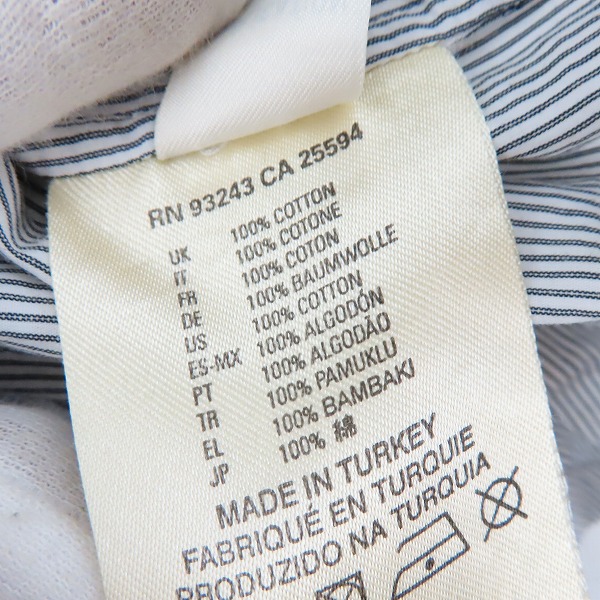 RN 93243 CA 25594
UK 100% COTTON
IT 100% COTONE
FR 100% COTON
DE 100% BAUMWOLLE
US 100% COTTON
ES-MX 100% ALGODÓN
PT 100% ALGODÃO
TR 100% PAMUKLU
EL 100% BAMBAKI
JP 100% 綿
MADE IN TURKEY
FABRIQUÉ EN TURQUIE
PRODUZIDO NA TURQUIA